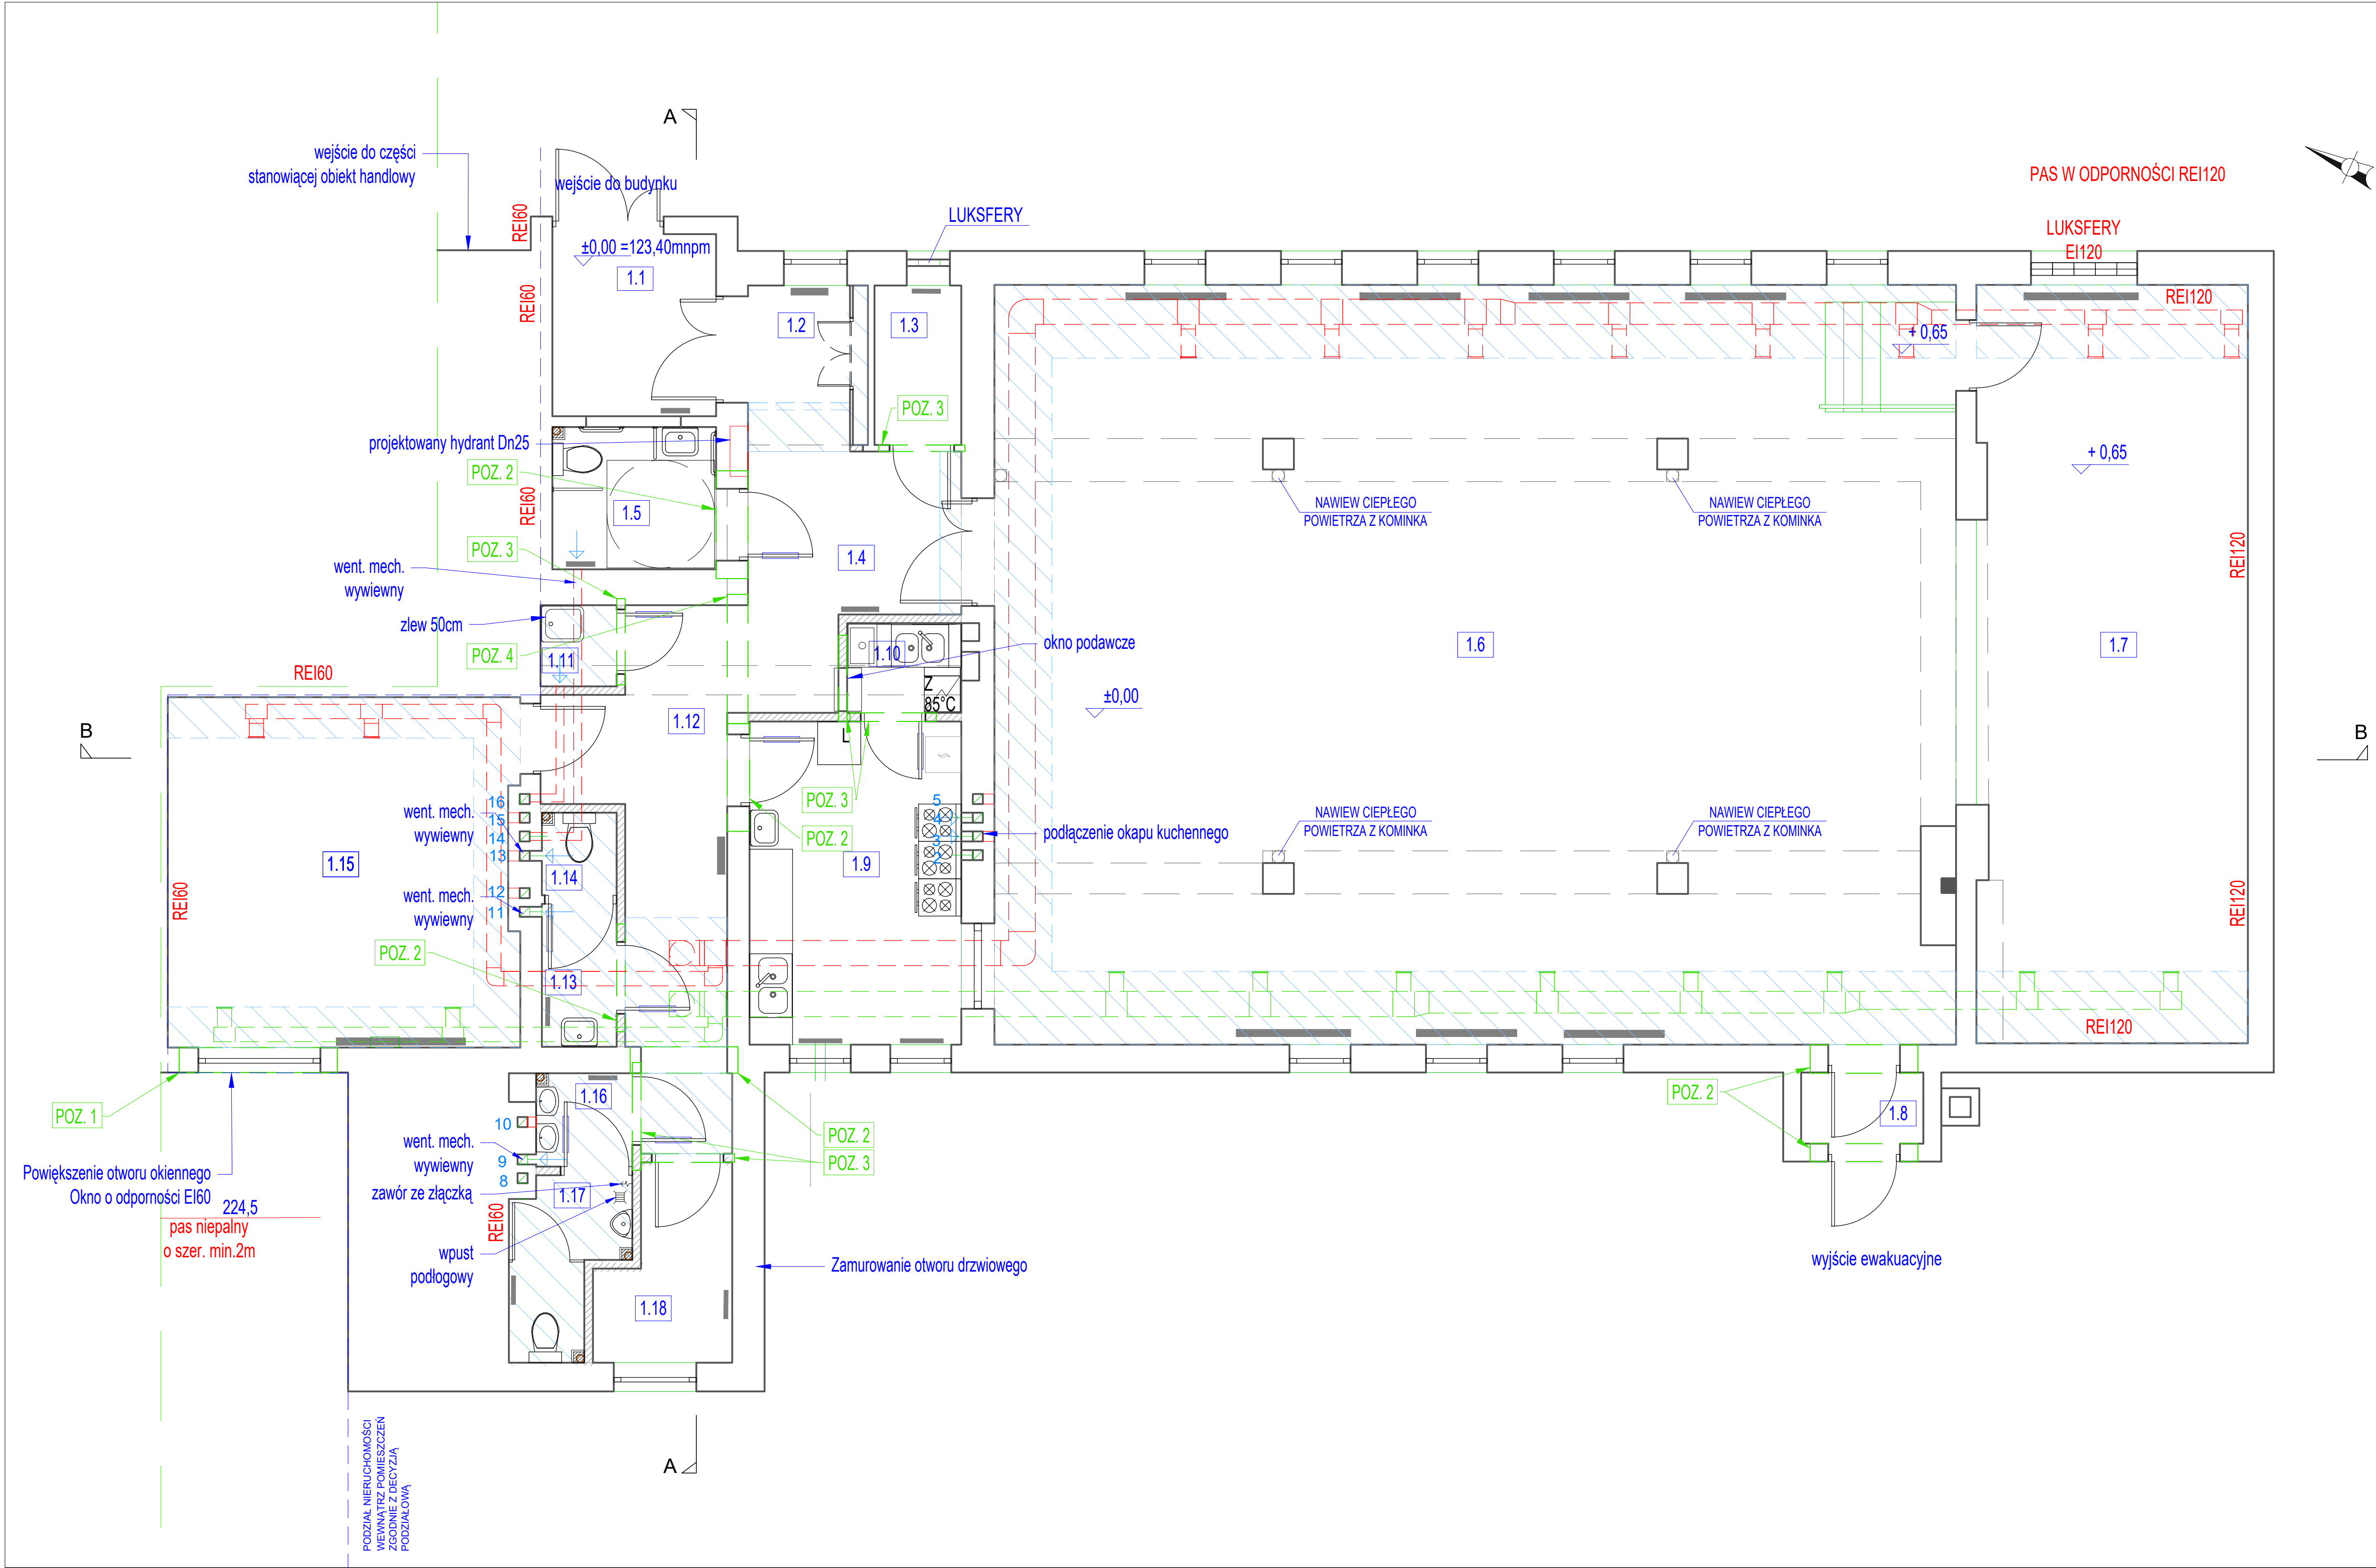 A
wejście do części
stanowiącej obiekt handlowy
wejście do budynku
PAS W ODPORNOŚCI REI120
REI60
LUKSFERY
LUKSFERY
EI120
±0,00 =123,40mnpm
1.1
REI60
1.2
1.3
REI120
+ 0,65
POZ. 3
projektowany hydrant Dn25
POZ. 2
+ 0,65
REI60
1.5
NAWIEW CIEPŁEGO
POWIETRZA Z KOMINKA
NAWIEW CIEPŁEGO
POWIETRZA Z KOMINKA
POZ. 3
1.4
REI120
went. mech.
wywiewny
zlew 50cm
POZ. 4
1.11
1.10
okno podawcze
1.6
1.7
REI60
Z
85°C
±0,00
1.12
B
L
B
16
15
14
13
12
11
went. mech.
wywiewny
POZ. 3
POZ. 2
5
4
3
2
podłączenie okapu kuchennego
NAWIEW CIEPŁEGO
POWIETRZA Z KOMINKA
NAWIEW CIEPŁEGO
POWIETRZA Z KOMINKA
1.15
1.14
1.9
REI60
went. mech.
wywiewny
REI120
POZ. 2
1.13
REI120
POZ. 1
1.16
POZ. 2
1.8
10
9
8
went. mech.
wywiewny
POZ. 2
POZ. 3
Powiększenie otworu okiennego
Okno o odporności EI60
224,5
pas niepalny
o szer. min.2m
zawór ze złączką
1.17
REI60
wpust
podłogowy
Zamurowanie otworu drzwiowego
wyjście ewakuacyjne
1.18
PODZIAŁ NIERUCHOMOŚCI
WEWNĄTRZ POMIESZCZEŃ
ZGODNIE Z DECYZJĄ
PODZIAŁOWĄ
A